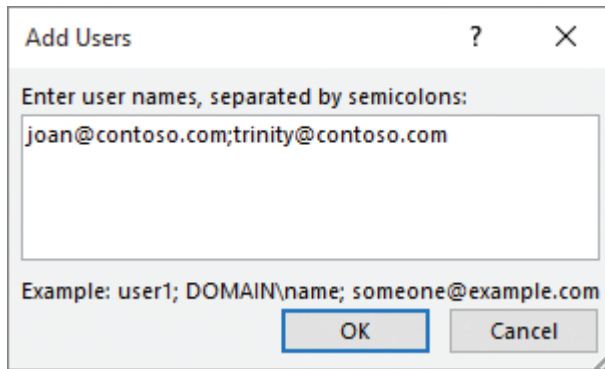 Add Users
?
Enter user names, separated by semicolons:
joan@contoso.com;trinity@contoso.com
Example: user1; DOMAIN\name; someone@example.com
OK
Cancel